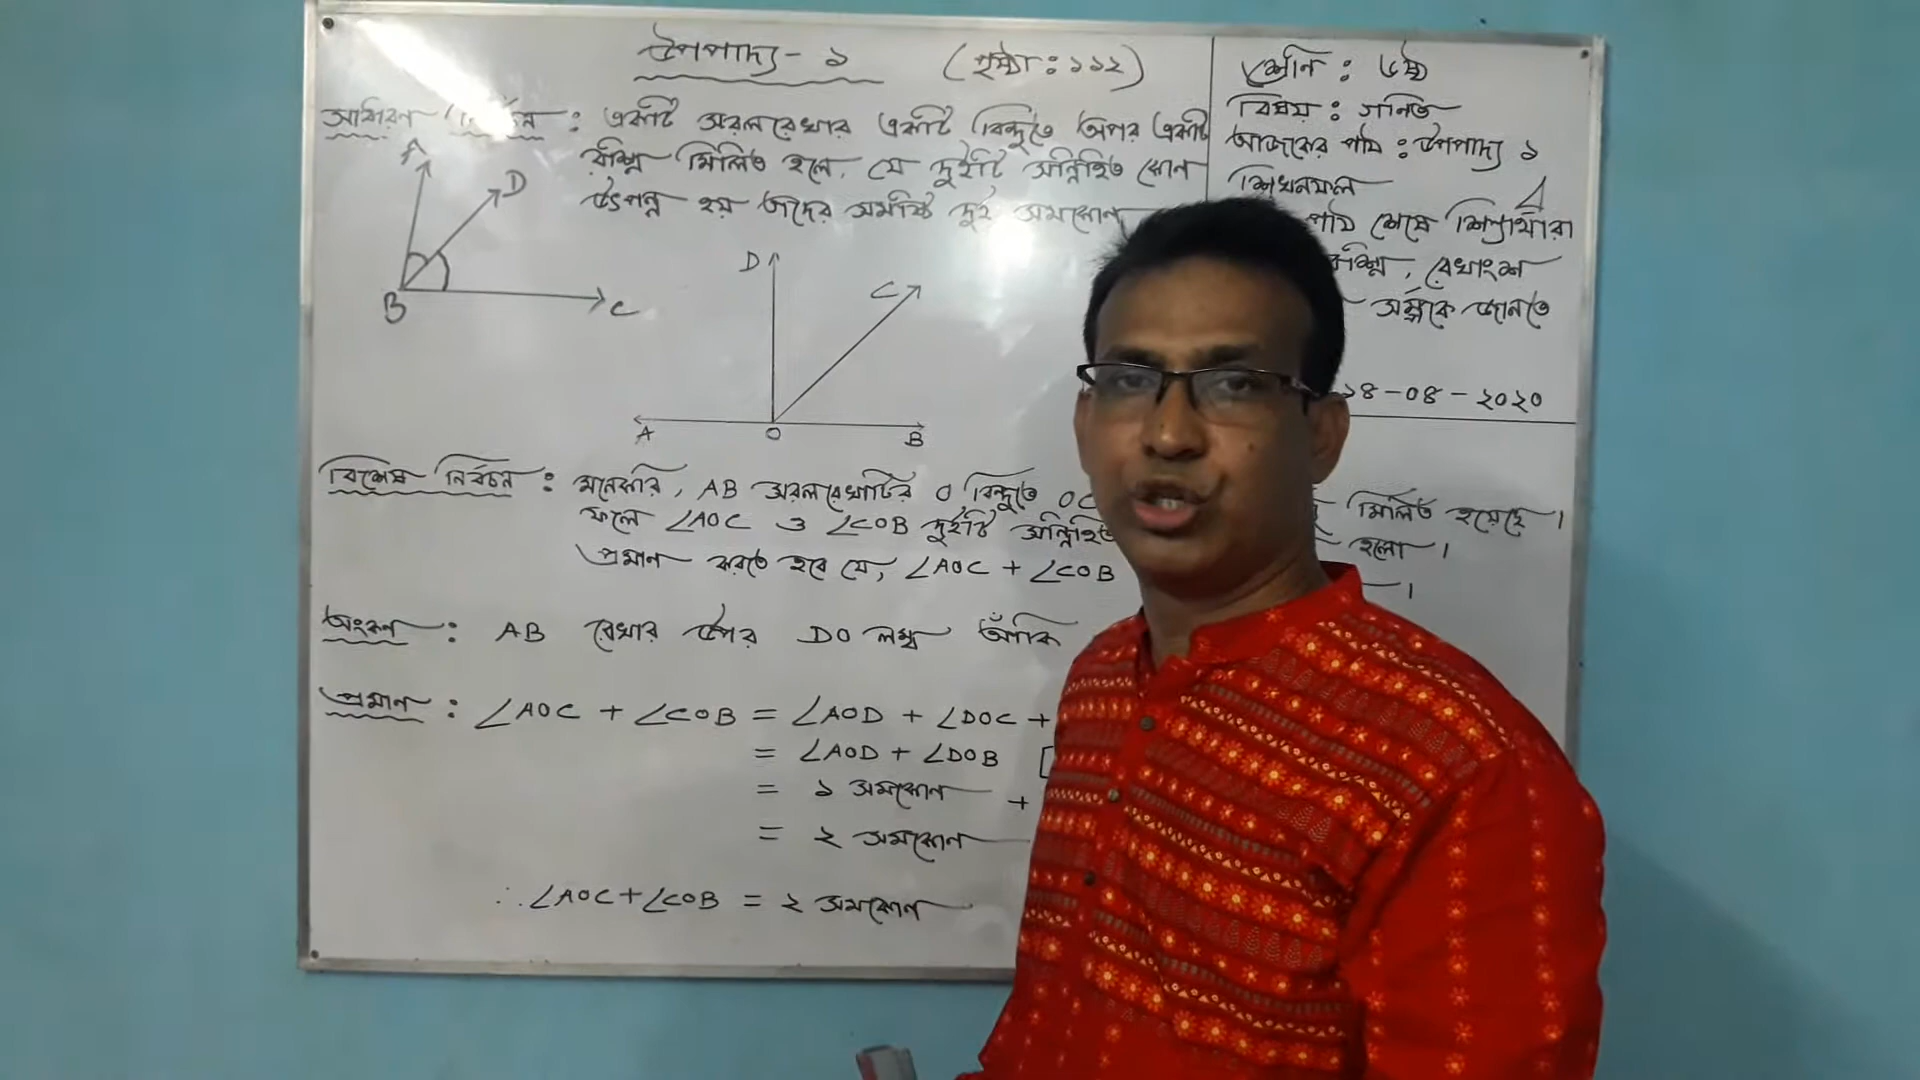 উপপাদ্য - ১ (পৃষ্ঠা : ১১২)
সাধারণ নির্বচন : একটি সরলরেখার একটি বিন্দুতে অপর একটি
রশ্মি মিলিত হলে, যে দুইটি সন্নিহিত কোন
উৎপন্ন হয় তাদের সমষ্টি দুই সমকোন
A
D
B
C
D
C
A
O
B
শ্রেনি : ৬ষ্ঠ
বিষয় : গনিত
আজকের পাঠ : উপপাদ্য ১
শিখনফল
পাঠ শেষে শিক্ষার্থীরা
রশ্মি, রেখাংশ
সম্পর্কে জানতে
১৪-০৪-২০২০
বিশেষ নির্বচন : মনেকরি, AB সরলরেখাটির O বিন্দুতে OC মিলিত হয়েছে।
ফলে ∠AOC ও ∠COB দুইটি সন্নিহিত হলো।
প্রমান করতে হবে যে, ∠AOC + ∠COB ।
অংকন : AB রেখার উপর DO লম্ব আঁকি
প্রমান : ∠AOC + ∠COB = ∠AOD + ∠DOC +
= ∠AOD + ∠DOB [
= ১ সমকোন +
= ২ সমকোন
∴ ∠AOC + ∠COB = ২ সমকোন